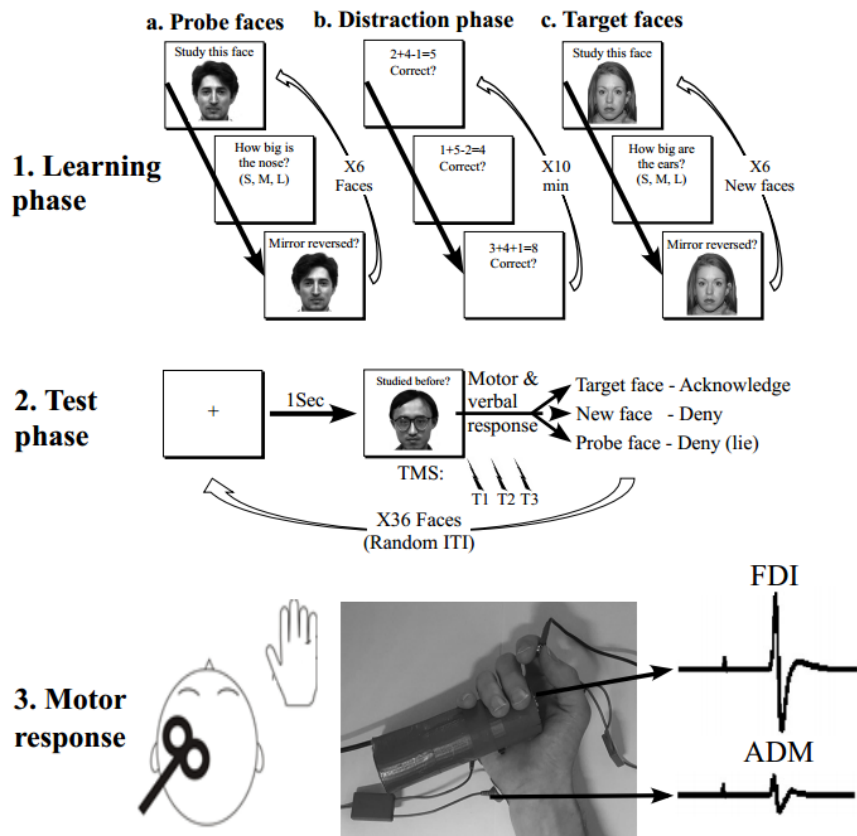 a. Probe faces
b. Distraction phase
c. Target faces
1. Learning
phase
Study this face
How big is
the nose?
(S, M, L)
Mirror reversed?
X6
Faces
2+4-1=5
Correct?
1+5-2=4
Correct?
3+4+1=8
Correct?
X10
min
Study this face
How big are
the ears?
(S, M, L)
Mirror reversed?
X6
New faces
2. Test
phase
+
1Sec
Studied before?
Motor &
verbal
response
Target face - Acknowledge
New face - Deny
Probe face - Deny (lie)
TMS:
T1 T2 T3
X36 Faces
(Random ITI)
3. Motor
response
FDI
ADM